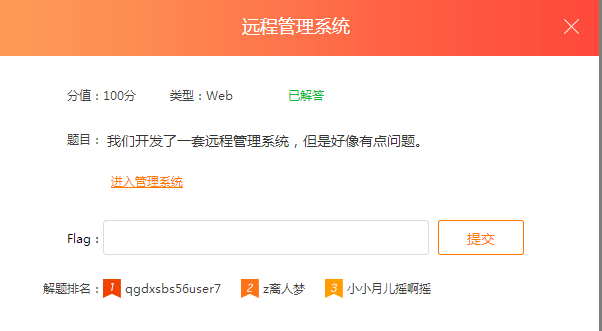 远程管理系统
分值：100分 类型：Web 已解答
题目： 我们开发了一套远程管理系统，但是好像有点问题。
进入管理系统
Flag： 提交
解题排名： 1 qgdxsbs56user7 2 z离人梦 3 小小月儿摇啊摇